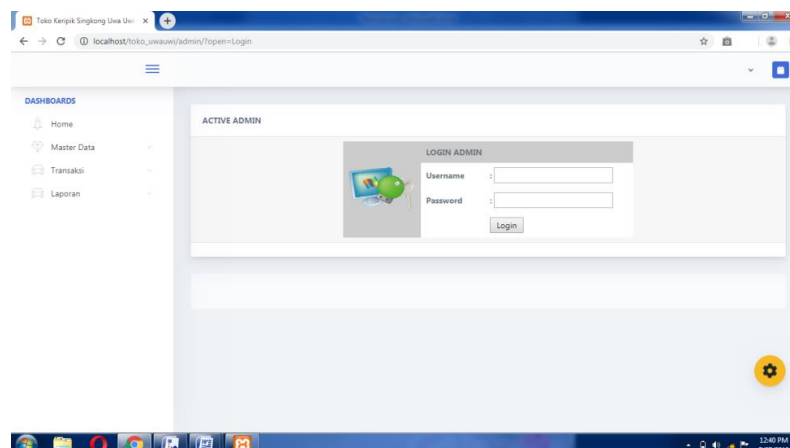 Toko Keripik Singkong Uwa Uwi
localhost/toko_uwauwi/admin/?open=Login
DASHBOARDS
Home
Master Data
Transaksi
Laporan
ACTIVE ADMIN
LOGIN ADMIN
Username :
Password :
Login
12:40 PM